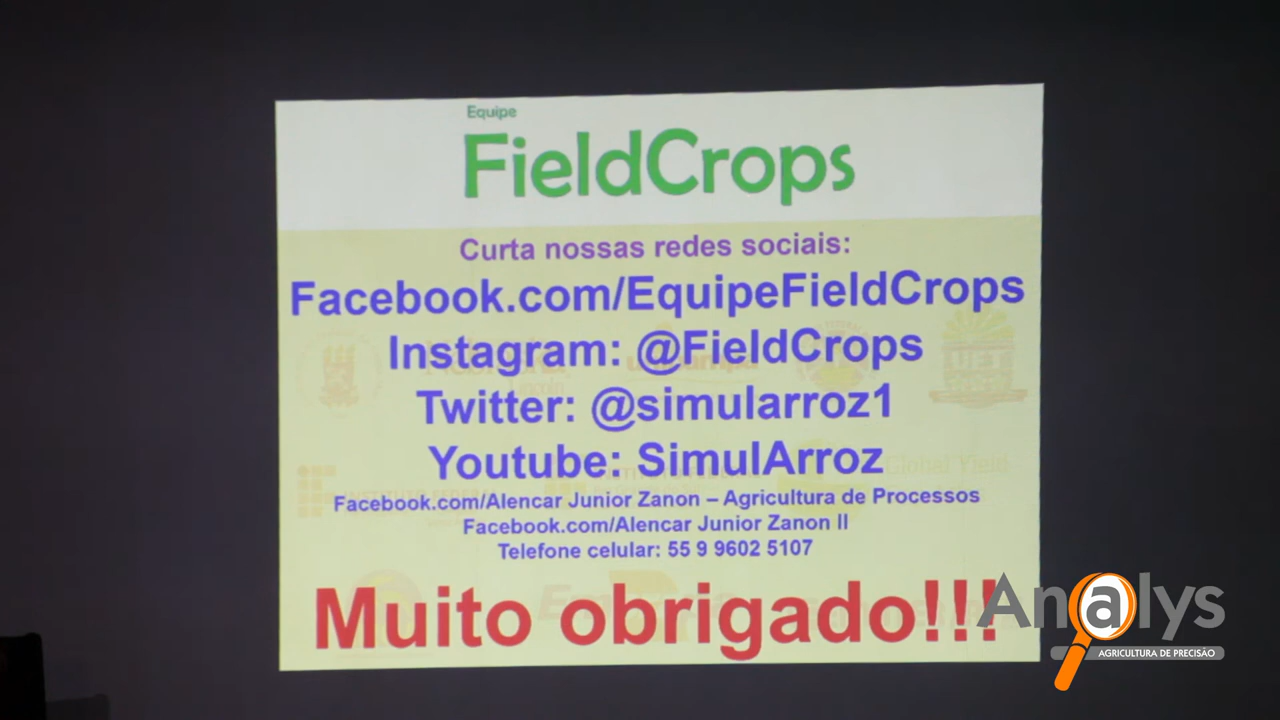 Equipe
FieldCrops
Curta nossas redes sociais:
Facebook.com/EquipeFieldCrops
Instagram: @FieldCrops
Twitter: @simularroz1
Youtube: SimulArroz
Facebook.com/Alencar Junior Zanon – Agricultura de Processos
Facebook.com/Alencar Junior Zanon II
Telefone celular: 55 9 9602 5107
Muito obrigado!!!
Analys
AGRICULTURA DE PRECISÃO